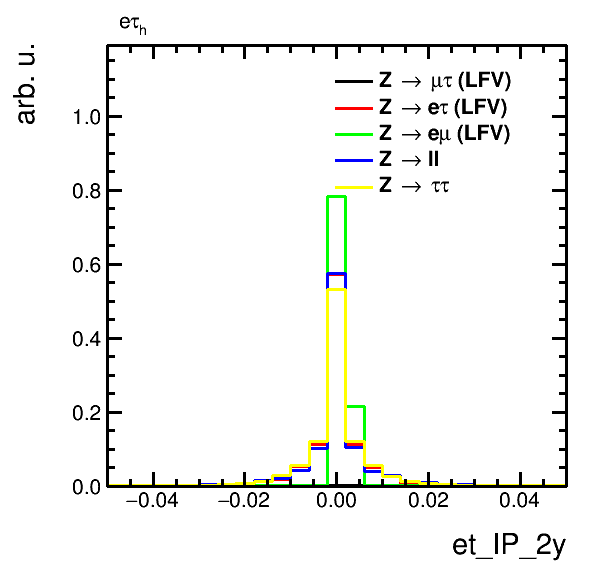 eτh
arb. u.
Z → μτ (LFV)
Z → eτ (LFV)
Z → eμ (LFV)
Z → ll
Z → ττ
1.0
0.8
0.6
0.4
0.2
0.0
−0.04 −0.02 0.00 0.02 0.04
et_IP_2y